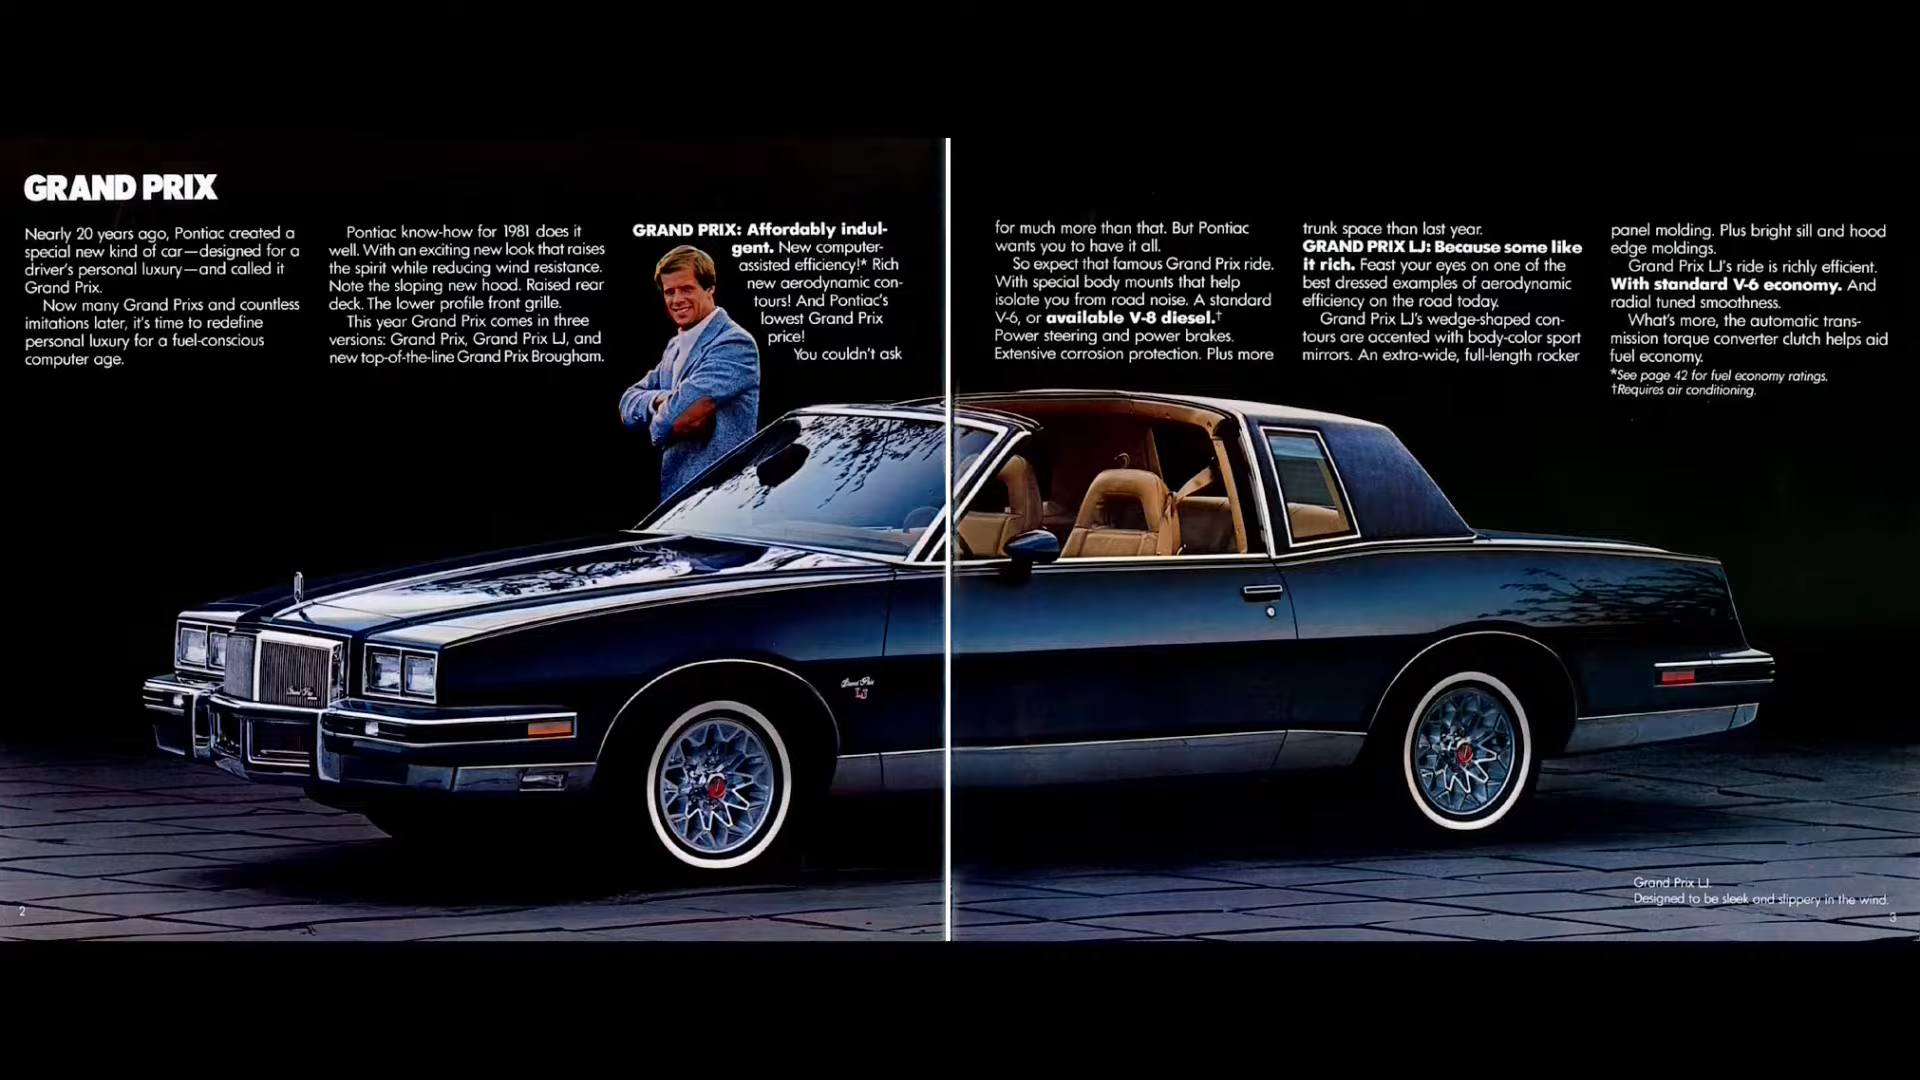 GRAND PRIX
Nearly 20 years ago, Pontiac created a
special new kind of car—designed for a
driver's personal luxury—and called it
Grand Prix.
Now many Grand Prixs and countless
imitations later, it's time to redefine
personal luxury for a fuel-conscious
computer age.
Pontiac know-how for 1981 does it
well. With an exciting new look that raises
the spirit while reducing wind resistance.
Note the sloping new hood. Raised rear
deck. The lower profile front grille.
This year Grand Prix comes in three
versions: Grand Prix, Grand Prix LJ, and
new top-of-the-line Grand Prix Brougham.
GRAND PRIX: Affordably indul-
gent. New computer-
assisted efficiency!* Rich
new aerodynamic con-
tours! And Pontiac's
lowest Grand Prix
price!
You couldn't ask
for much more than that. But Pontiac
wants you to have it all.
So expect that famous Grand Prix ride.
With special body mounts that help
isolate you from road noise. A standard
V-6, or available V-8 diesel.†
Power steering and power brakes.
Extensive corrosion protection. Plus more
trunk space than last year.
GRAND PRIX LJ: Because some like
it rich. Feast your eyes on one of the
best dressed examples of aerodynamic
efficiency on the road today.
Grand Prix LJ's wedge-shaped con-
tours are accented with body-color sport
mirrors. An extra-wide, full-length rocker
panel molding. Plus bright sill and hood
edge moldings.
Grand Prix LJ's ride is richly efficient.
With standard V-6 economy. And
radial tuned smoothness.
What's more, the automatic trans-
mission torque converter clutch helps aid
fuel economy.
*See page 42 for fuel economy ratings.
†Requires air conditioning.
Grand Prix
Grand Prix
LJ
Grand Prix LJ.
Designed to be sleek and slippery in the wind.
2
3